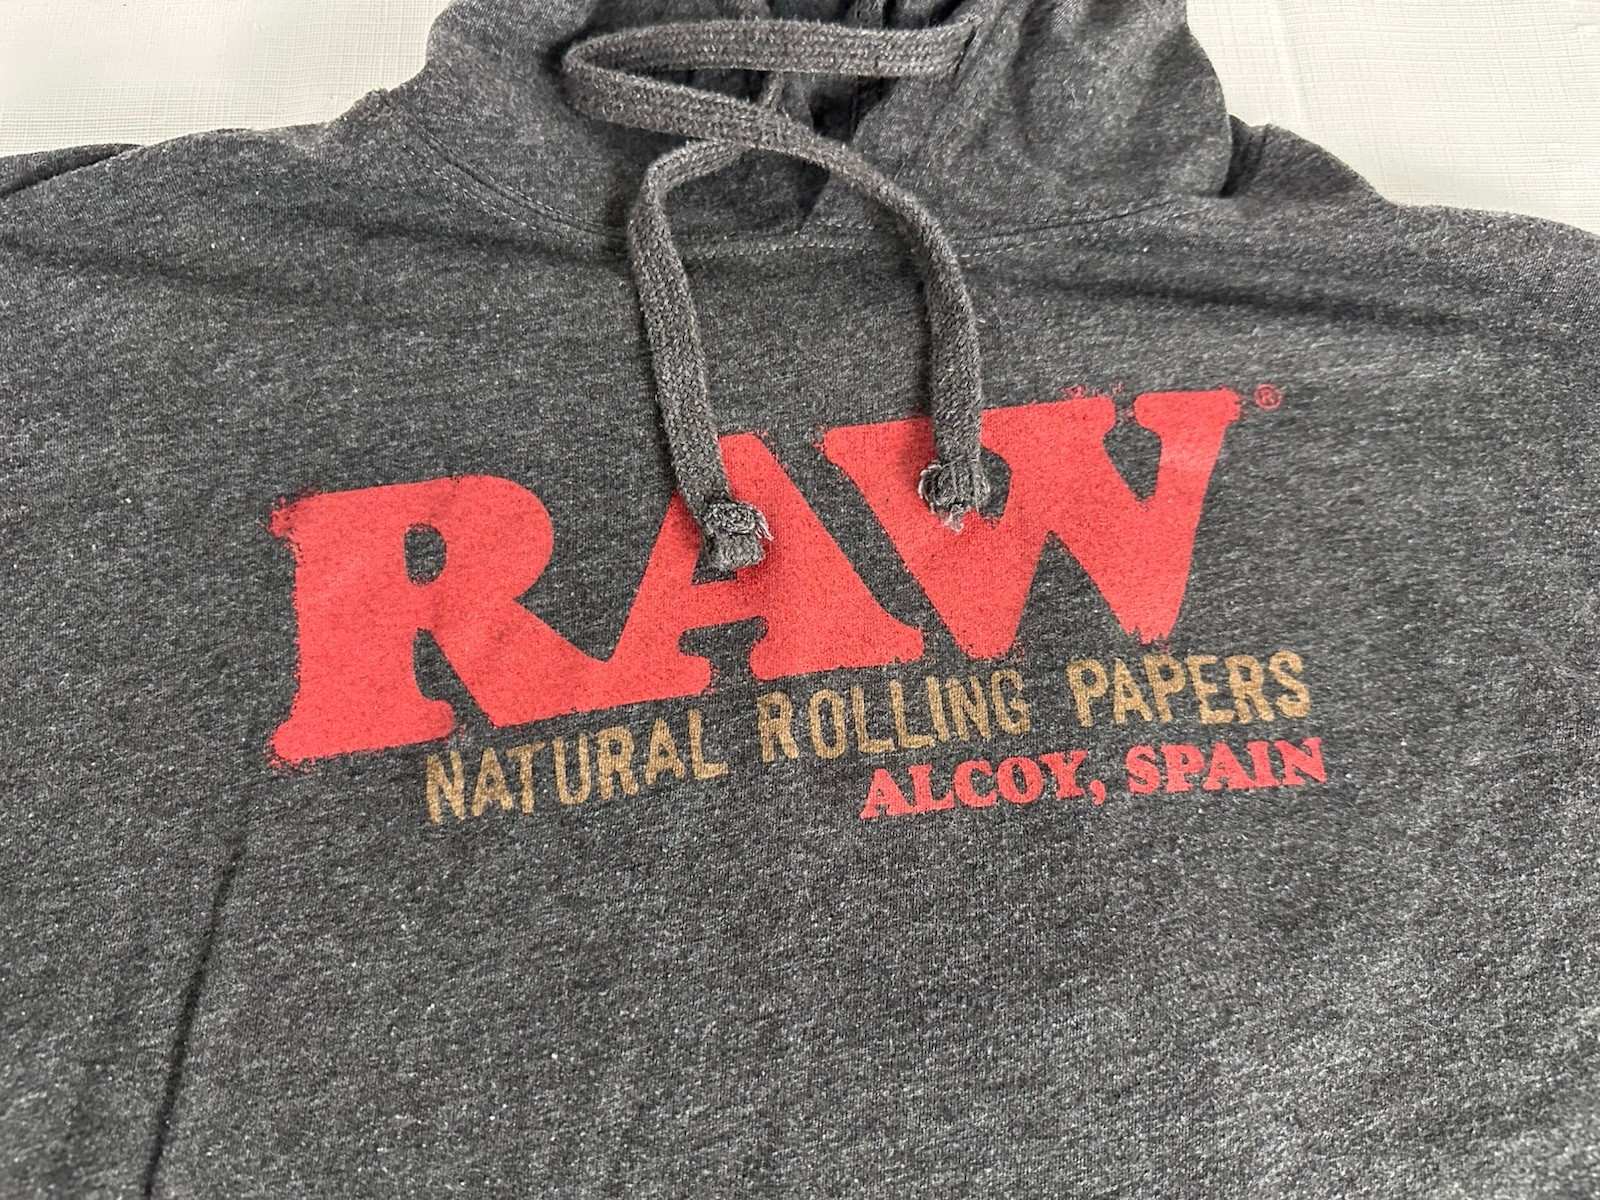 RAW®
NATURAL ROLLING PAPERS
ALCOY, SPAIN